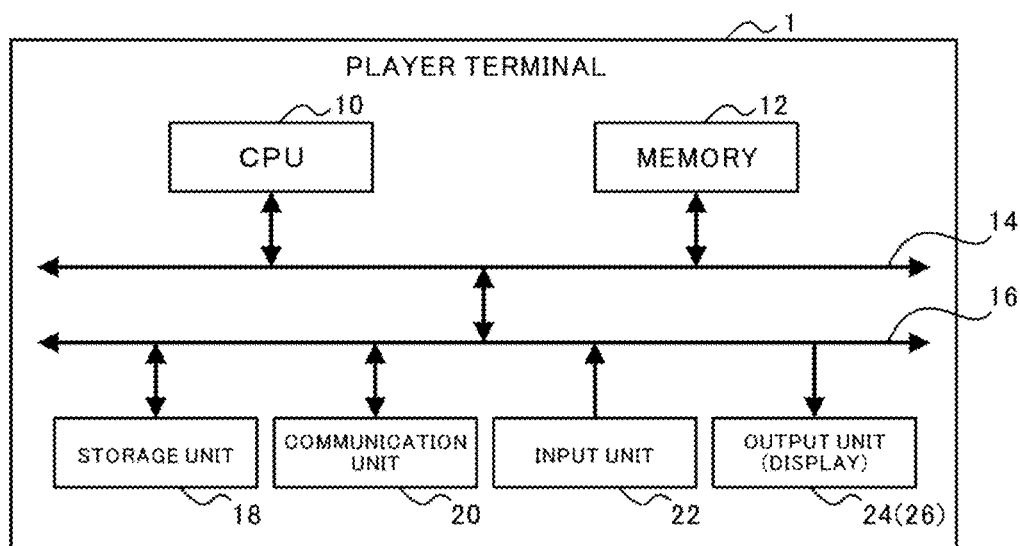 1
PLAYER TERMINAL
10
12
CPU
MEMORY
14
16
STORAGE UNIT
COMMUNICATION
UNIT
INPUT UNIT
OUTPUT UNIT
(DISPLAY)
18
20
22
24(26)